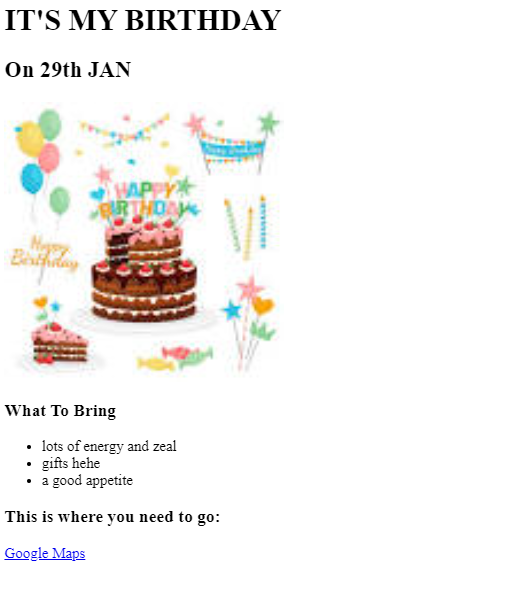 IT'S MY BIRTHDAY
On 29th JAN
Happy Birthday
HAPPY
BIRTHDAY
Happy
Birthday
What To Bring
lots of energy and zeal
gifts hehe
a good appetite
This is where you need to go:
Google Maps